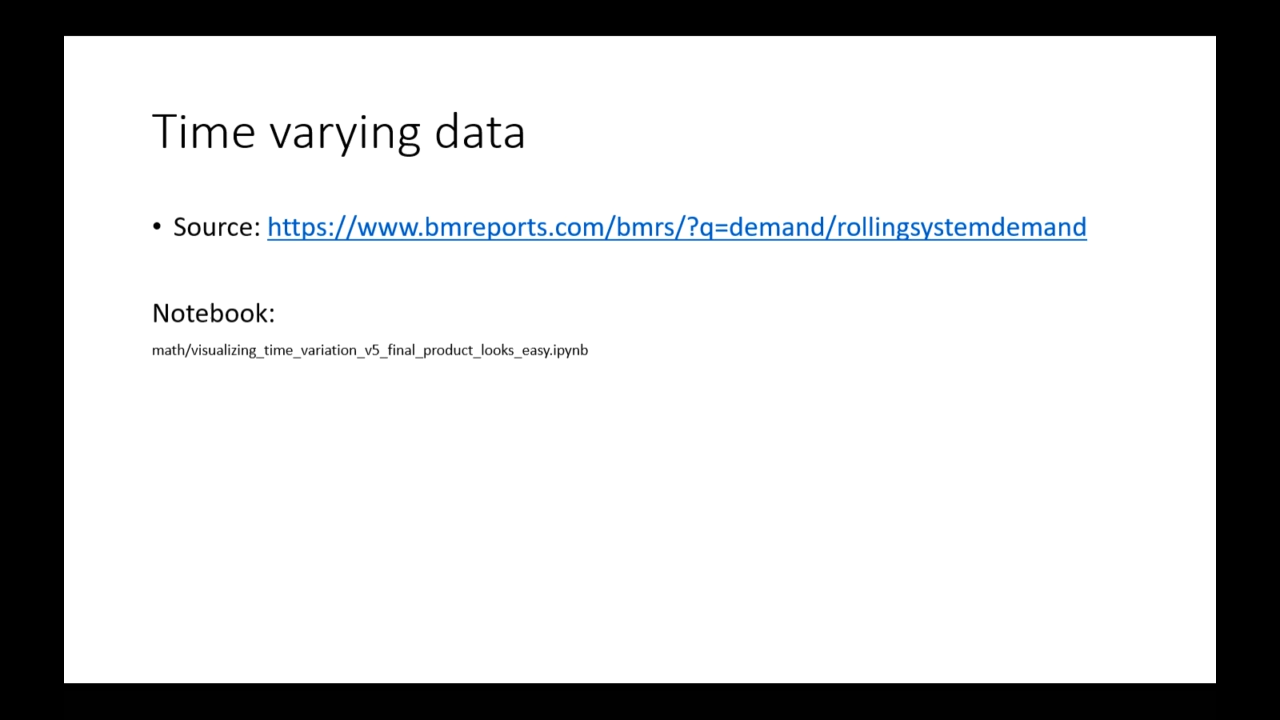 Time varying data
• Source: https://www.bmreports.com/bmrs/?q=demand/rollingsystemdemand
Notebook:
math/visualizing_time_variation_v5_final_product_looks_easy.ipynb